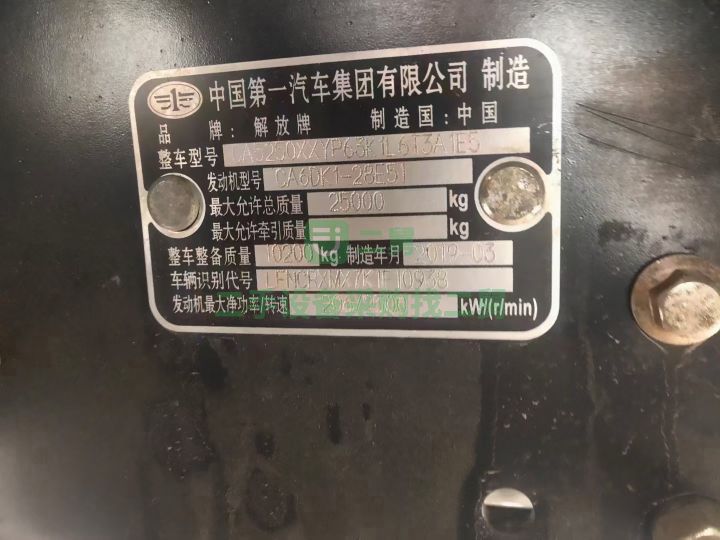 中国第一汽车集团有限公司 制造
品 牌：解放牌 制造国：中国
整车型号 CA5250XXYP63K1L6T3A1E5
发动机型号 CA6DK1-28E51
最大允许总质量 25000 kg
最大允许牵引质量 kg
整车整备质量 10200 kg 制造年月 2019-03
车辆识别代号
发动机最大净功率/转速 kW/(r/min)